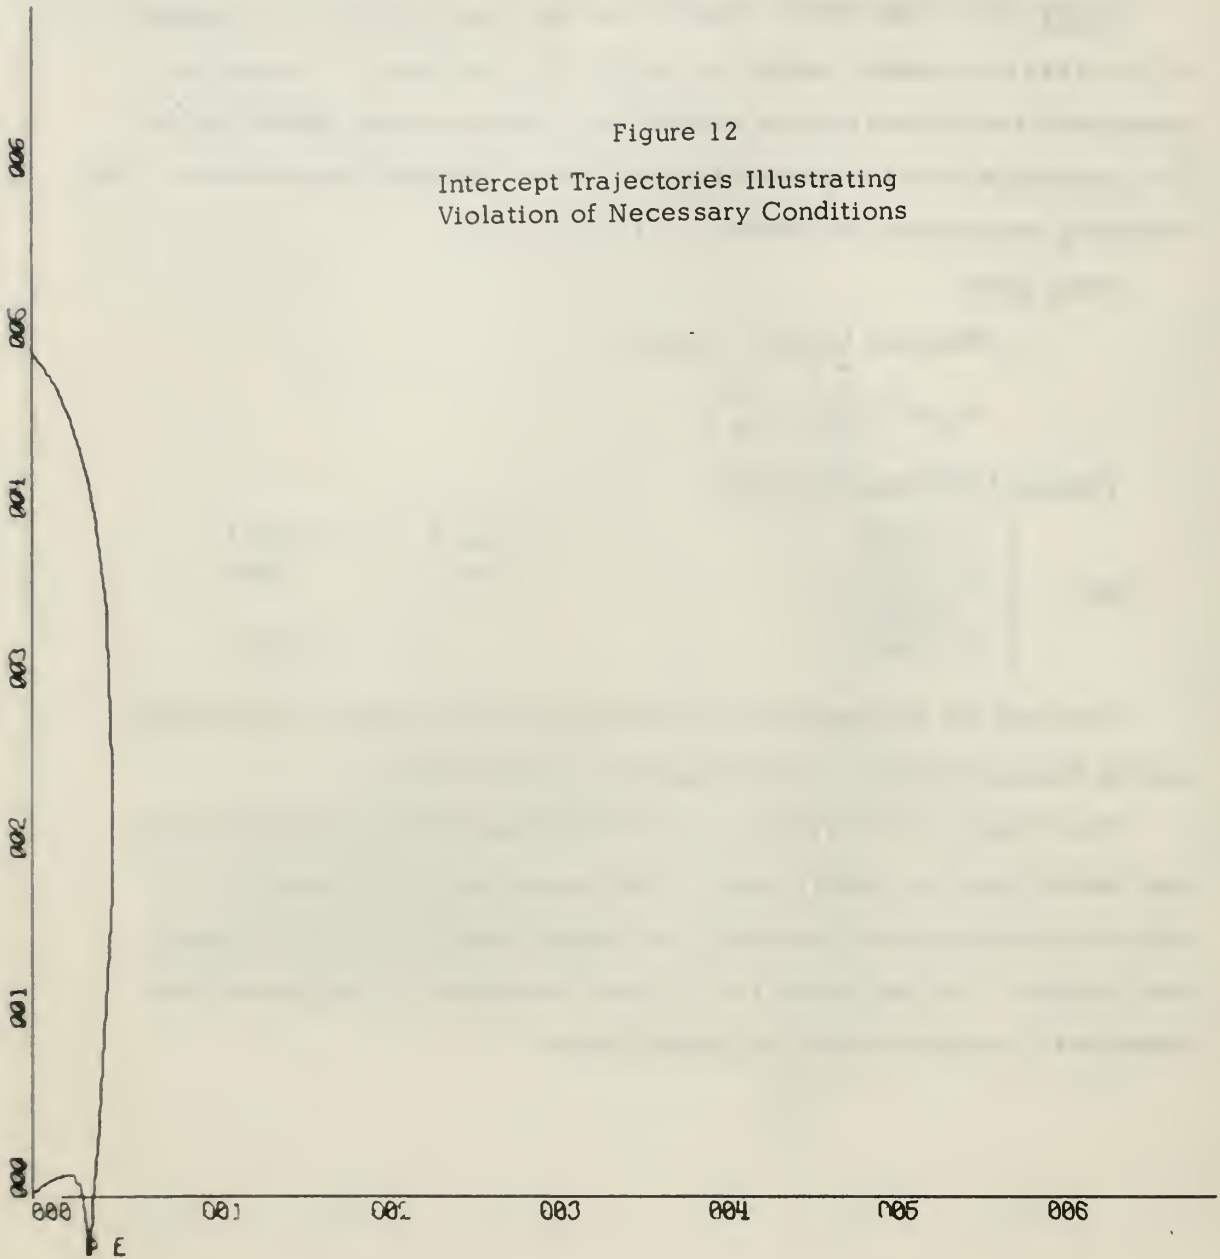 Figure 12
Intercept Trajectories Illustrating
Violation of Necessary Conditions
006
005
004
003
002
001
000
000 001 002 003 004 005 006
P E